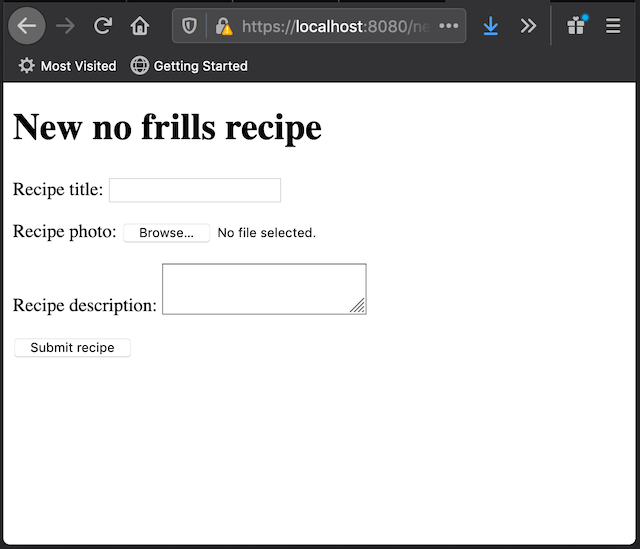 https://localhost:8080/ne
Most Visited Getting Started
New no frills recipe
Recipe title:
Recipe photo: Browse... No file selected.
Recipe description:
Submit recipe